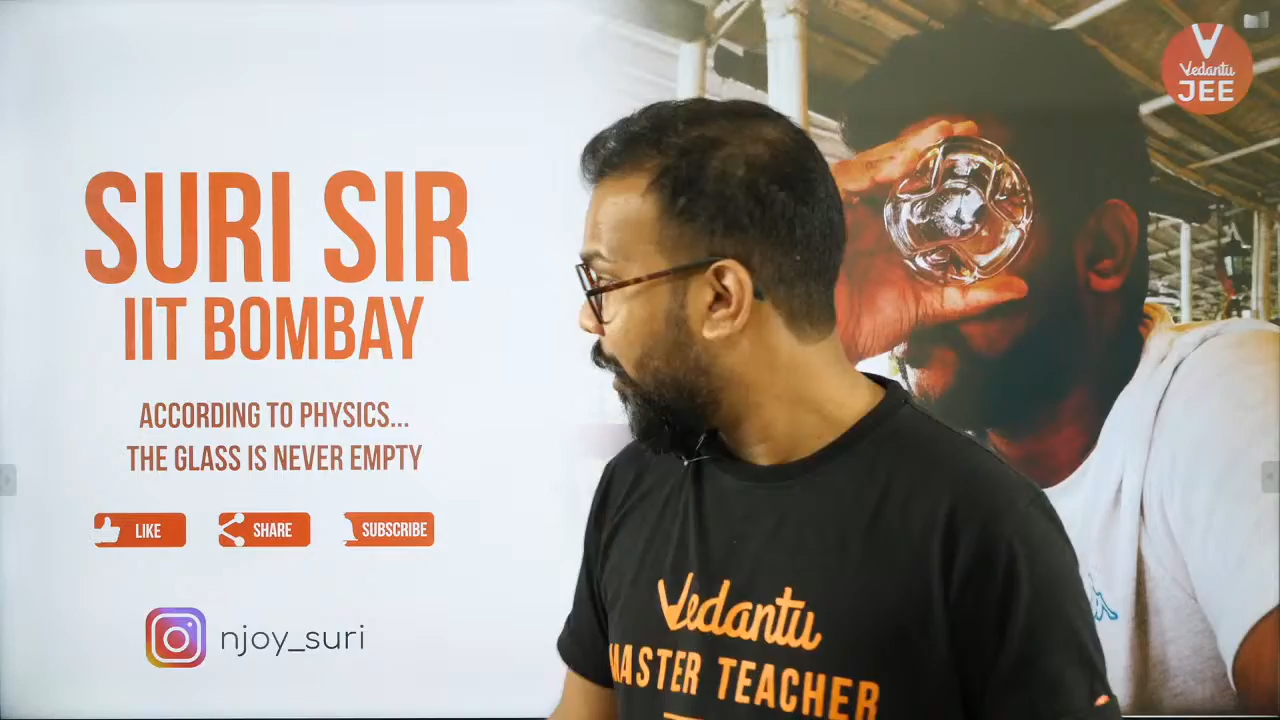 SURI SIR
IIT BOMBAY
ACCORDING TO PHYSICS...
THE GLASS IS NEVER EMPTY
LIKE
SHARE
SUBSCRIBE
njoy_suri
V
Vedantu
JEE
Vedantu
MASTER TEACHER